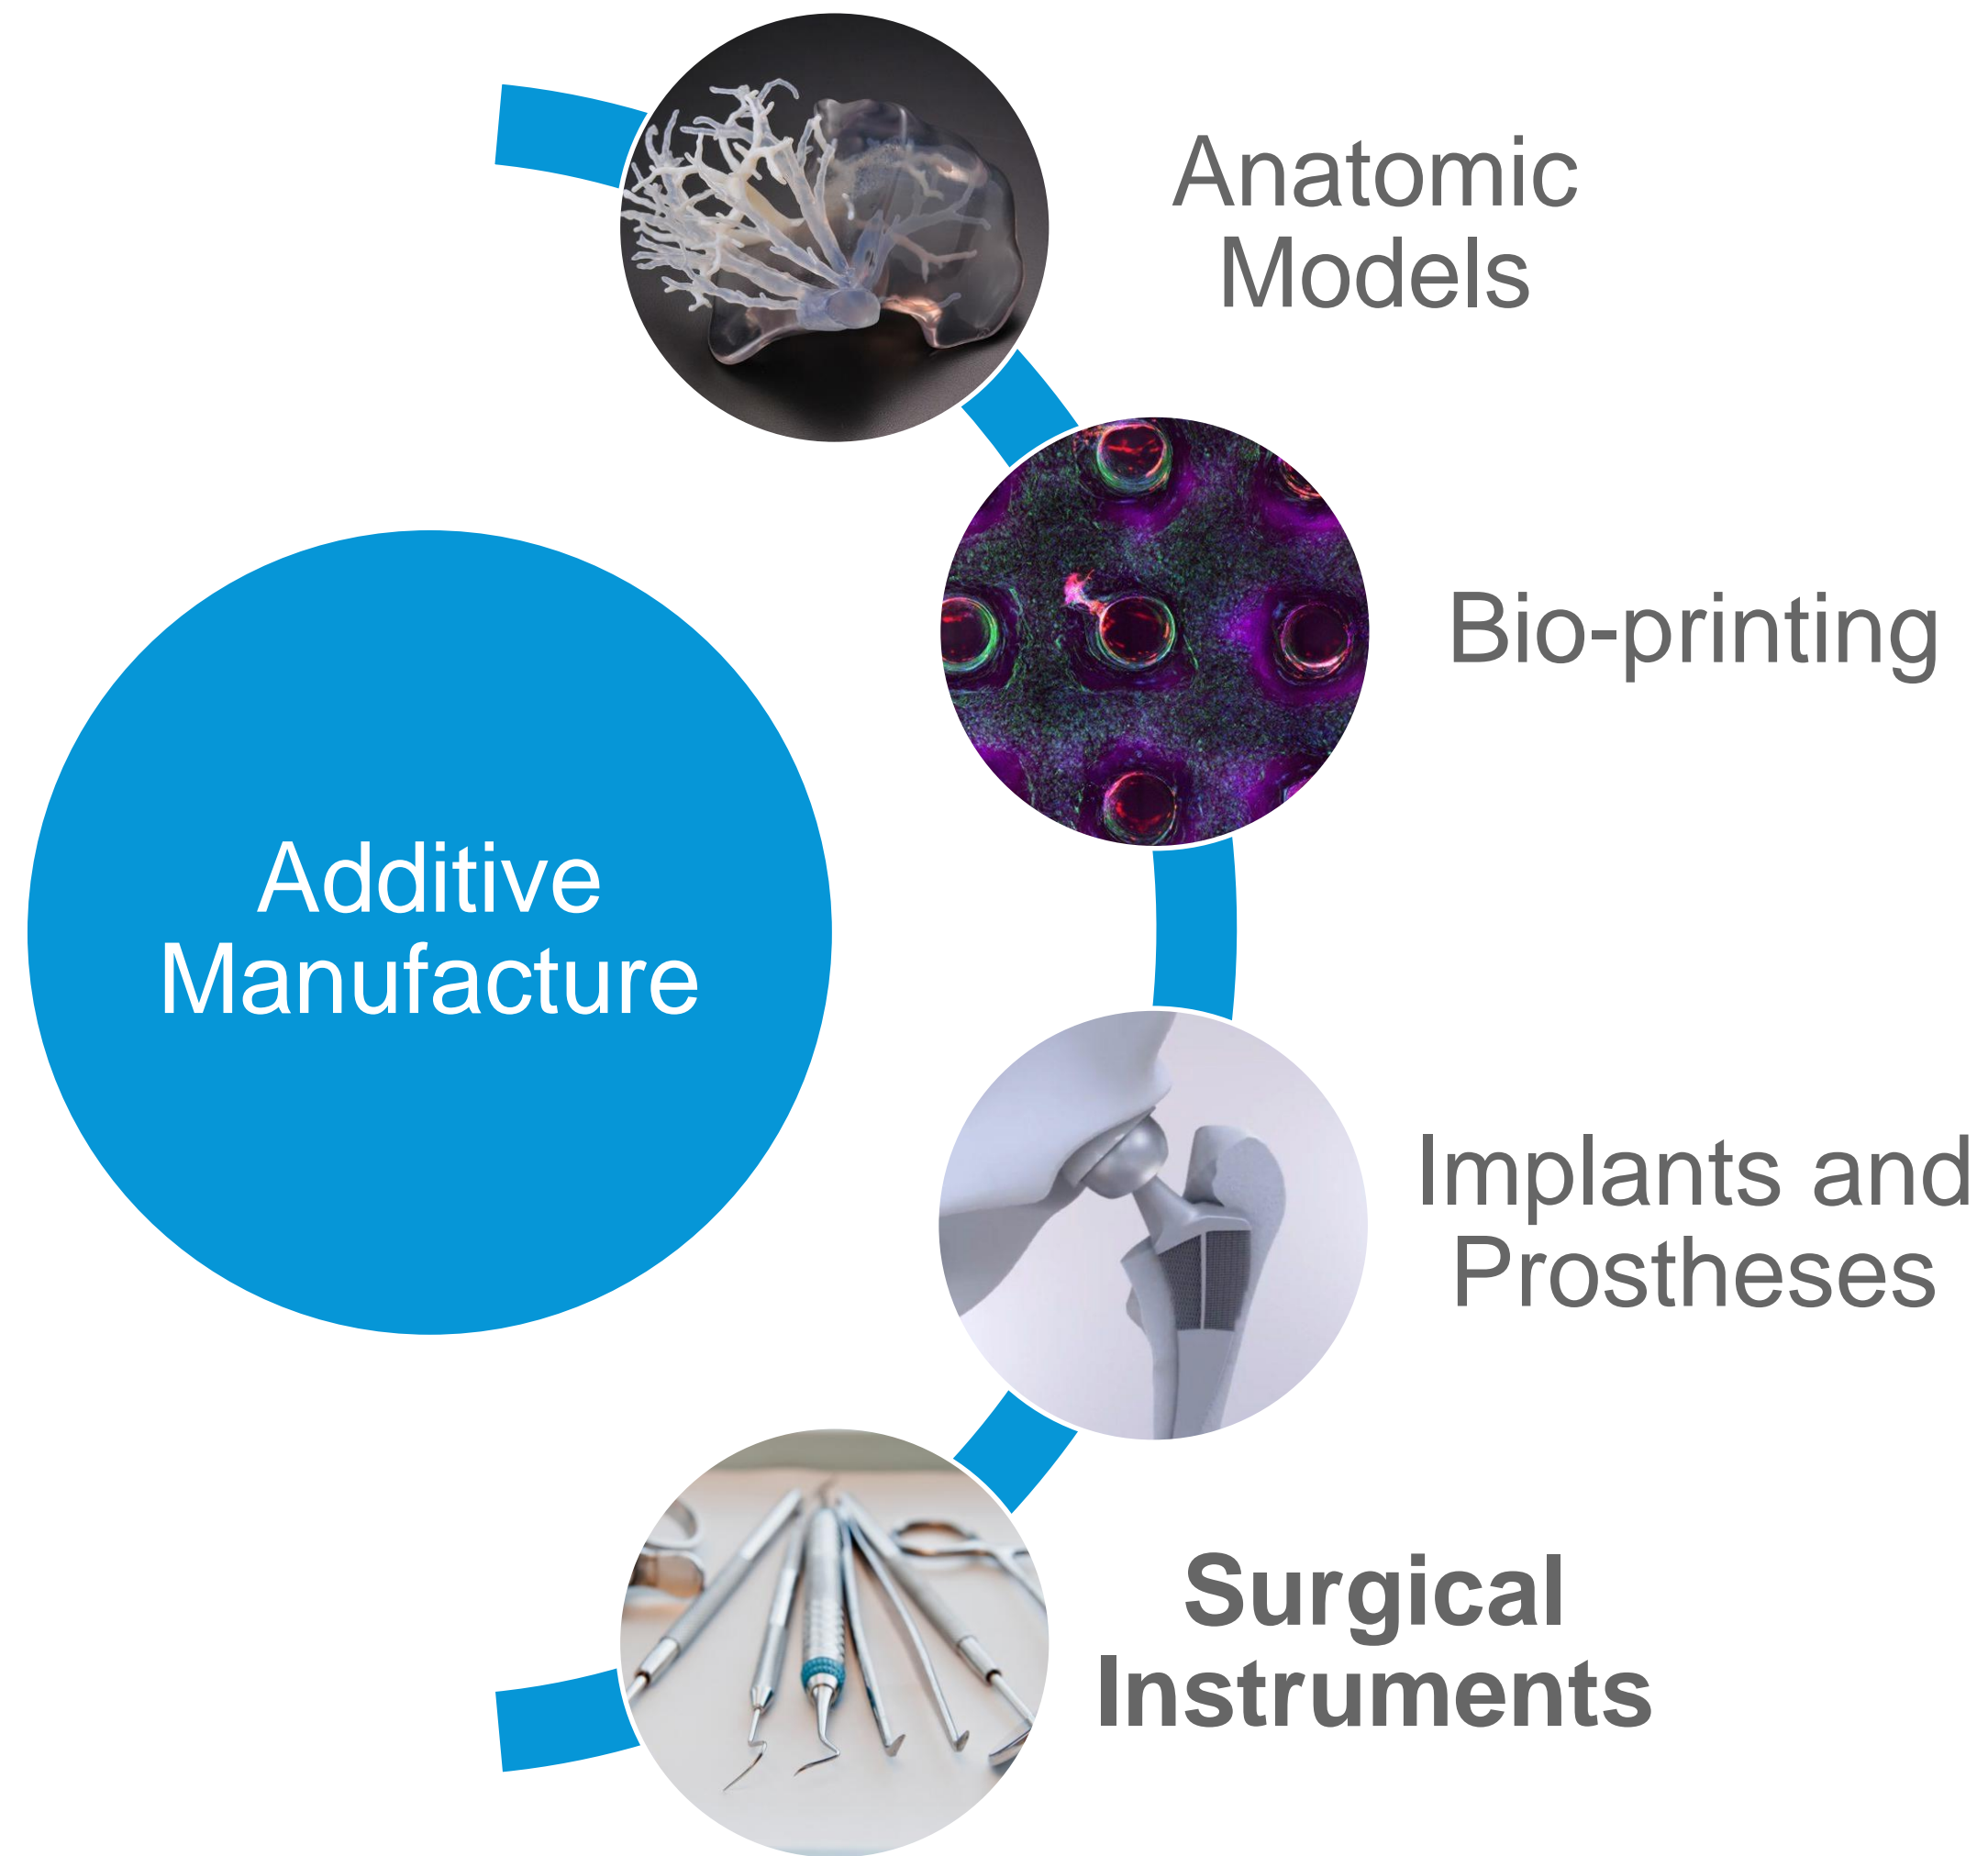 Anatomic
Models
Bio-printing
Additive
Manufacture
Implants and
Prostheses
Surgical
Instruments